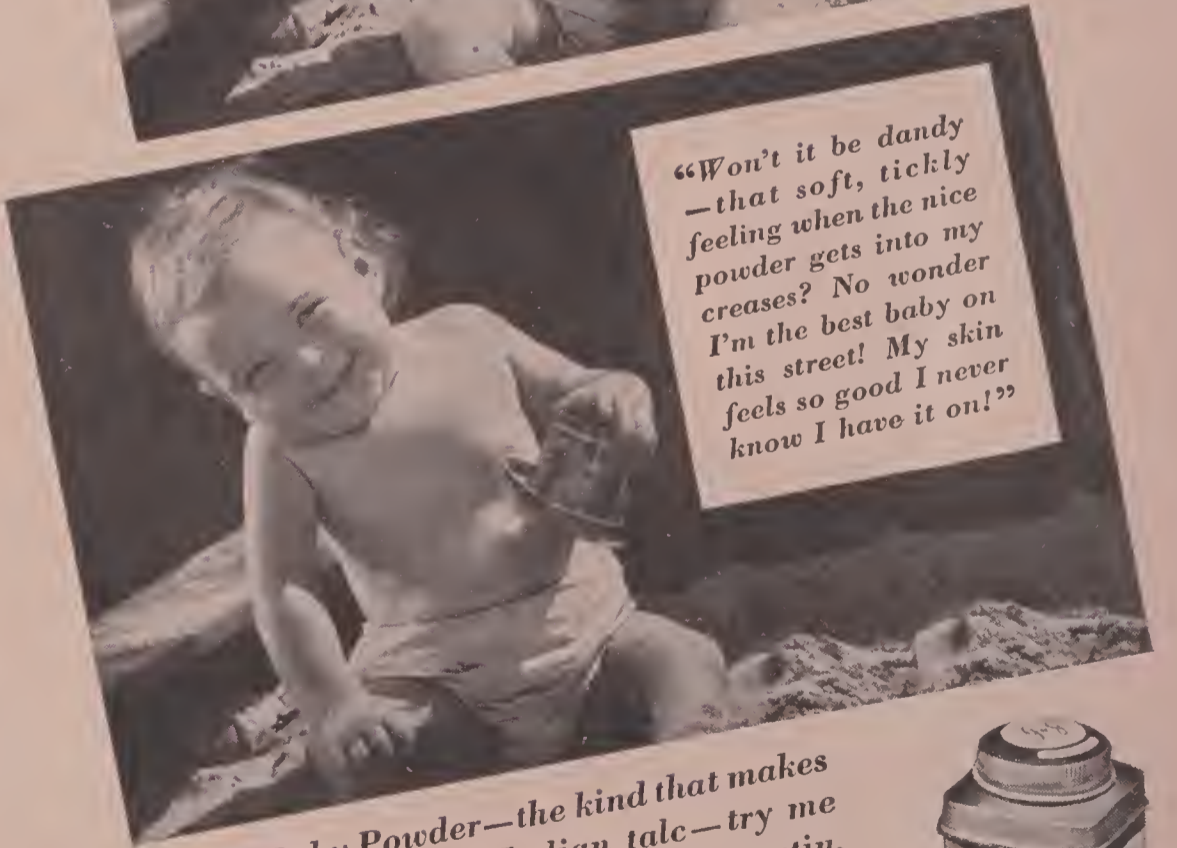 “Won’t it be dandy
—that soft, tickly
feeling when the nice
powder gets into my
creases? No wonder
I’m the best baby on
this street! My skin
feels so good I never
know I have it on!”
Powder—the kind that makes
talc—try me
tin.